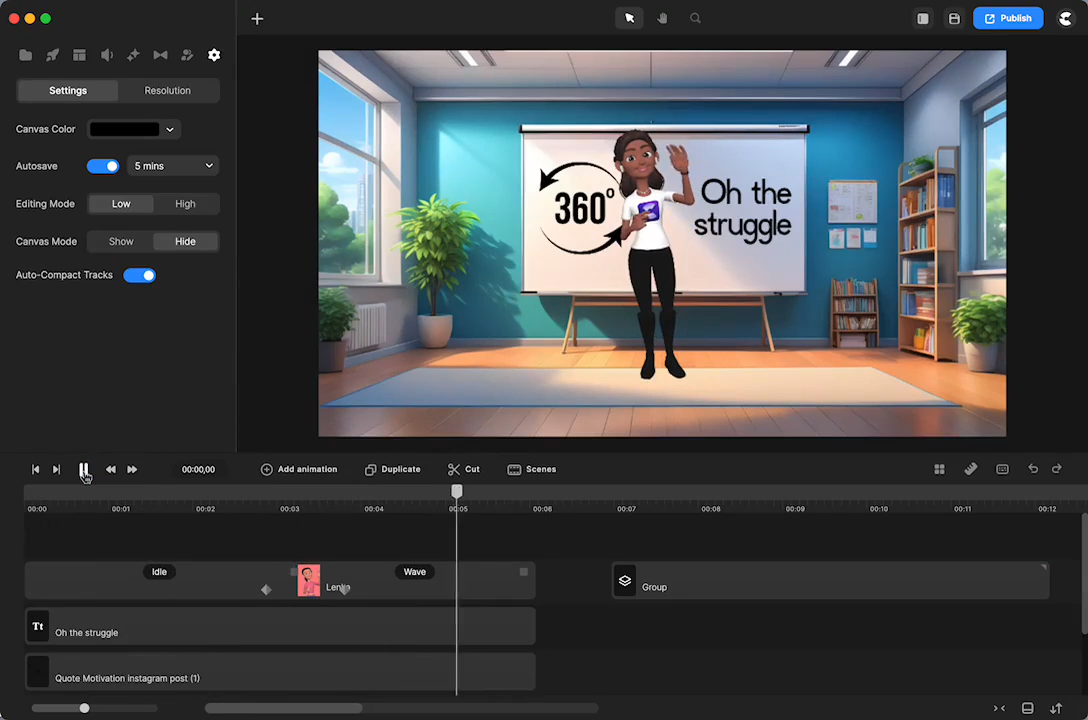 Publish
Settings
Resolution
Canvas Color
Autosave
5 mins
Editing Mode
Low
High
Canvas Mode
Show
Hide
Auto-Compact Tracks
360°
Oh the
struggle
00:00,00
Add animation
Duplicate
Cut
Scenes
00:00
00:01
00:02
00:03
00:04
00:05
00:06
00:07
00:08
00:09
00:10
00:11
00:12
Idle
Wave
Group
Tt
Oh the struggle
Quote Motivation instagram post (1)